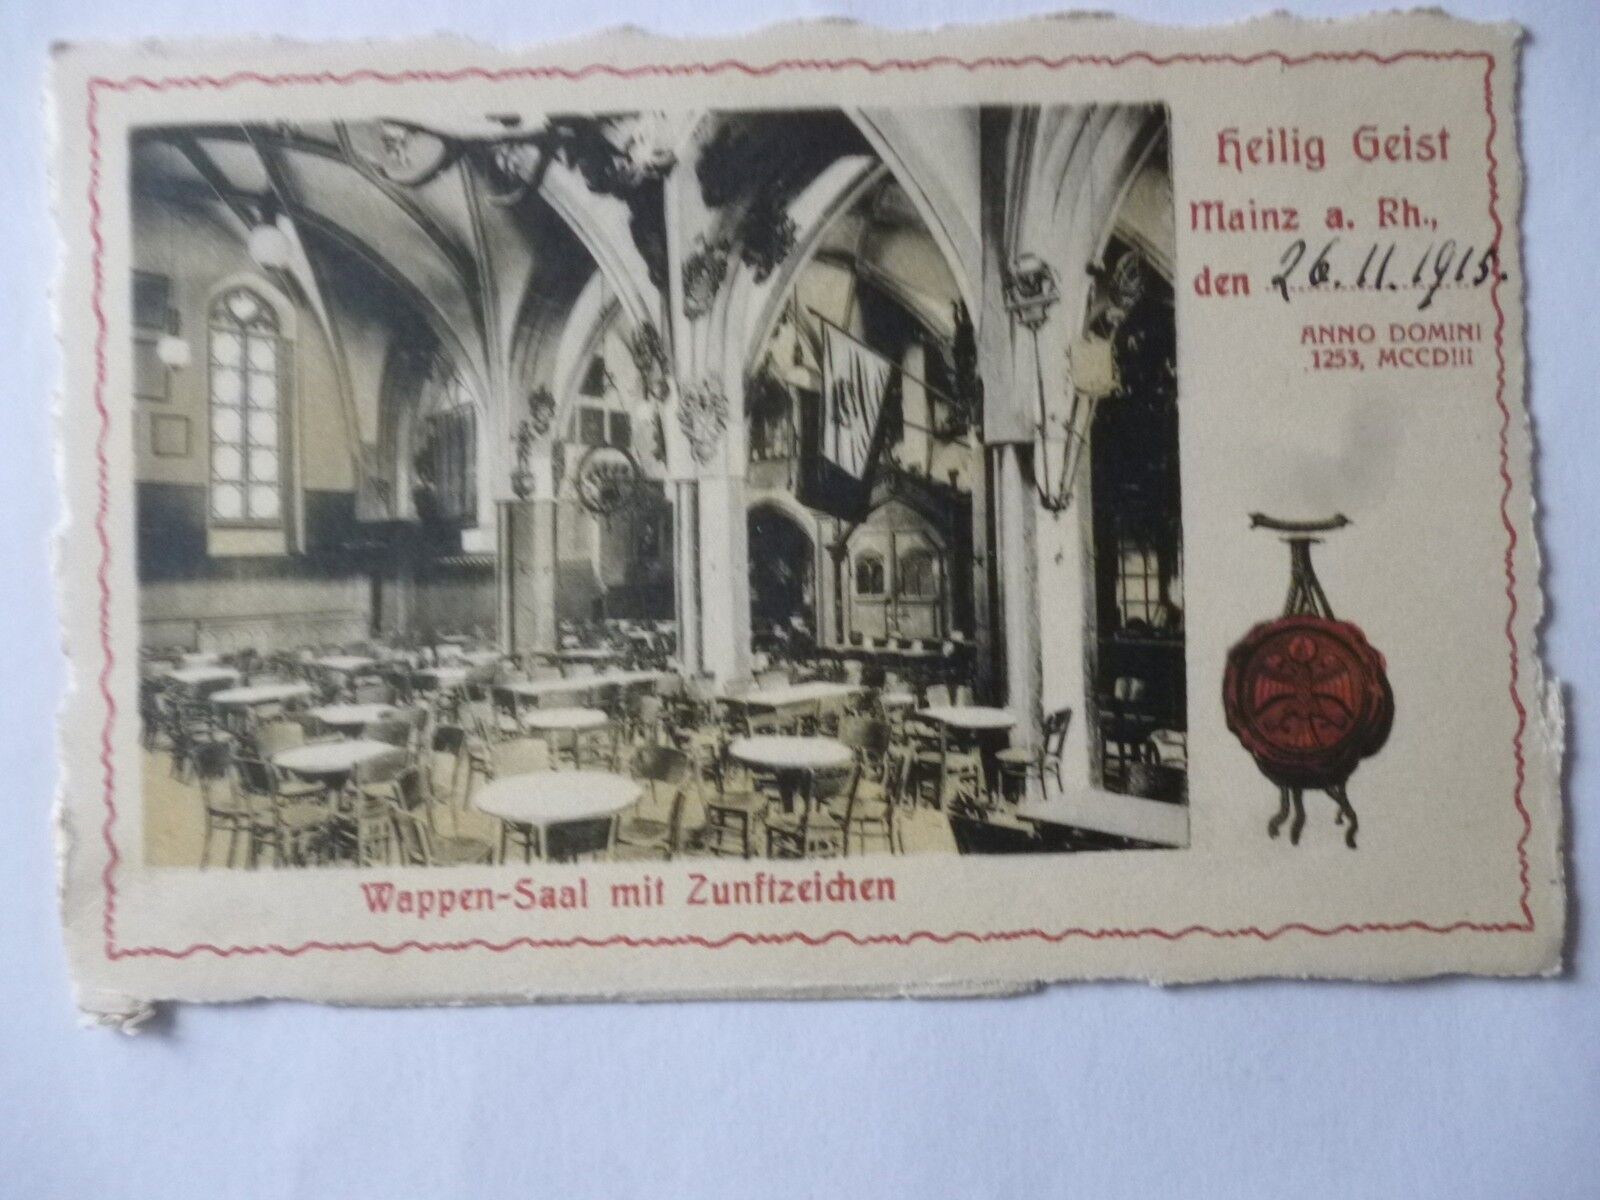 Heilig Geist
Mainz a. Rh.,
den 26.11.1915.
ANNO DOMINI
1253, MCCDIII
Wappen-Saal mit Zunftzeichen